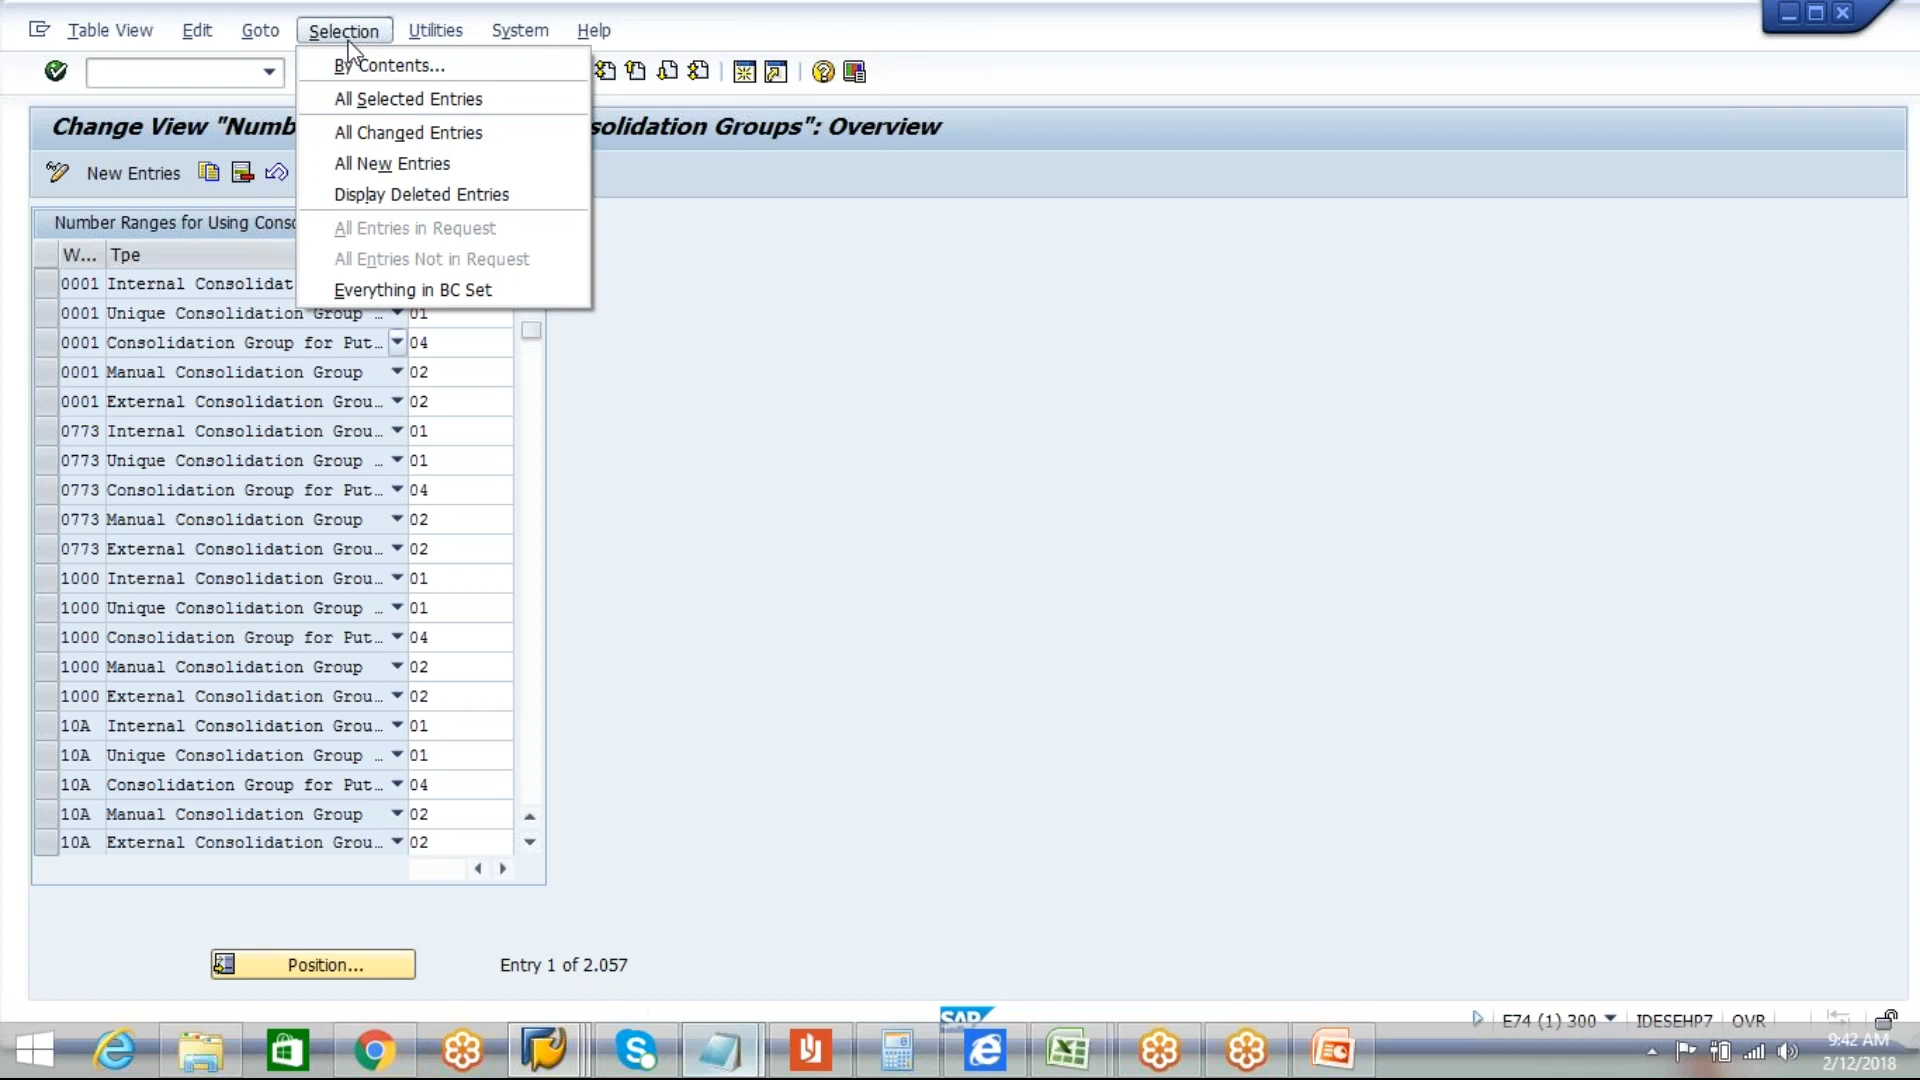 Table View Edit Goto Selection Utilities System Help
By Contents...
All Selected Entries
All Changed Entries
All New Entries
Display Deleted Entries
All Entries in Request
All Entries Not in Request
Everything in BC Set
Change View "Numb solidation Groups": Overview
New Entries
Number Ranges for Using Conso
W... Tpe
0001 Internal Consolidat
0001 Unique Consolidation Group … 01
0001 Consolidation Group for Put… 04
0001 Manual Consolidation Group 02
0001 External Consolidation Grou… 02
0773 Internal Consolidation Grou… 01
0773 Unique Consolidation Group … 01
0773 Consolidation Group for Put… 04
0773 Manual Consolidation Group 02
0773 External Consolidation Grou… 02
1000 Internal Consolidation Grou… 01
1000 Unique Consolidation Group … 01
1000 Consolidation Group for Put… 04
1000 Manual Consolidation Group 02
1000 External Consolidation Grou… 02
10A Internal Consolidation Grou… 01
10A Unique Consolidation Group … 01
10A Consolidation Group for Put… 04
10A Manual Consolidation Group 02
10A External Consolidation Grou… 02
Position... Entry 1 of 2.057
SAP
E74 (1) 300 IDESEHP7 OVR
9:42 AM
2/12/2018